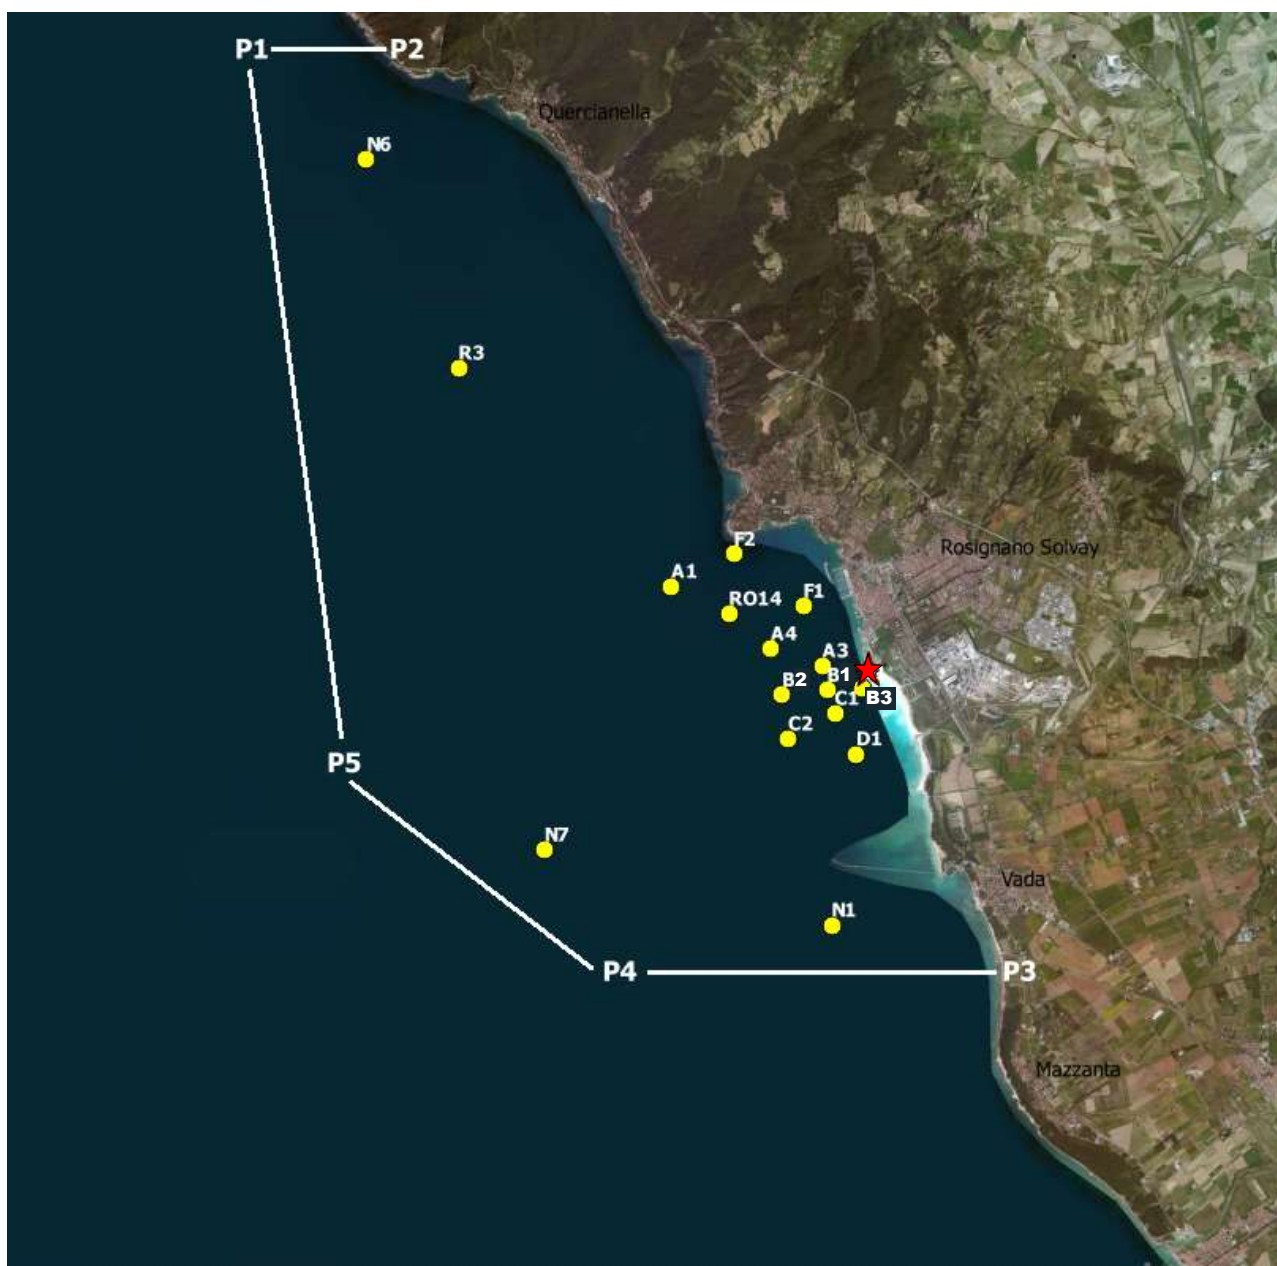 P1
P2
Quercianella
N6
R3
F2
Rosignano Solvay
A1
RO14
F1
A4
A3
B2
B1
B3
C1
C2
D1
P5
N7
Vada
N1
P4
P3
Mazzanta